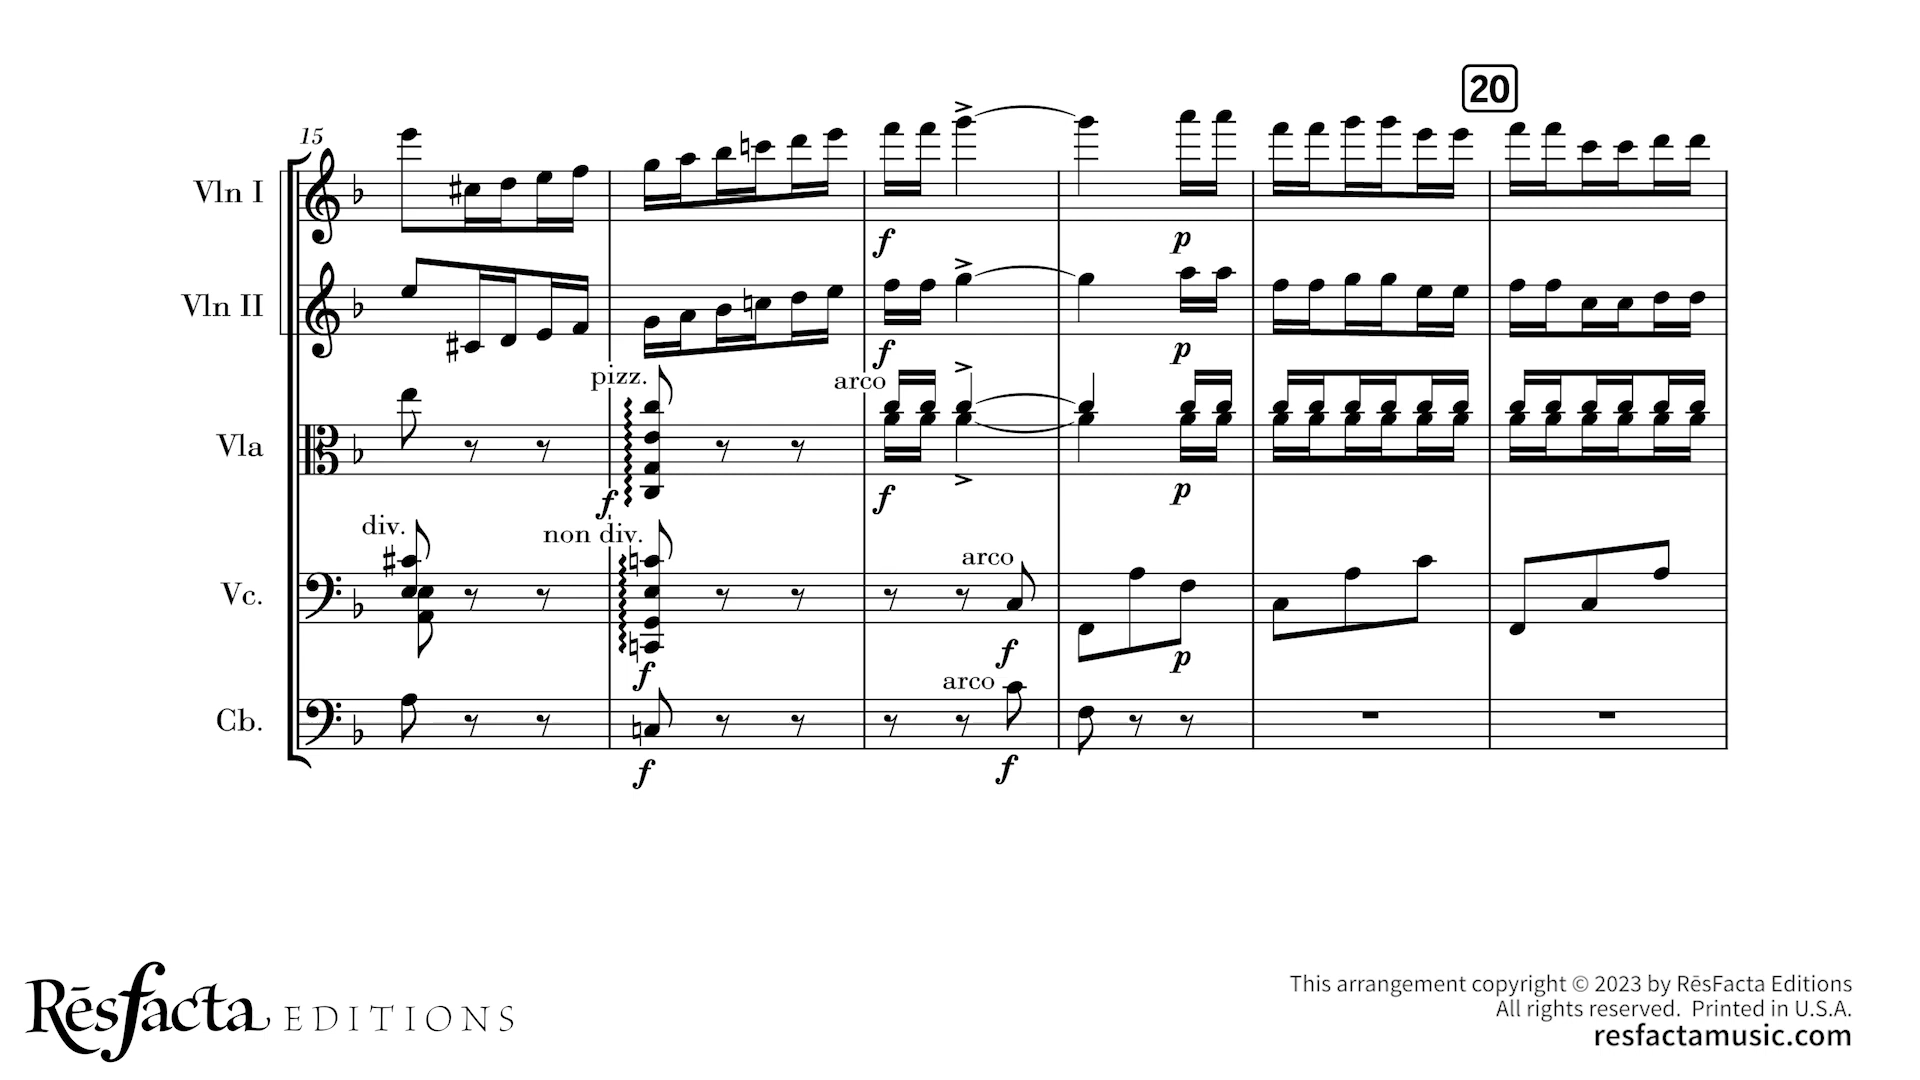 20
15
Vln I
f
p
Vln II
f
p
pizz.
arco
Vla
f
f
p
div.
non div.
arco
Vc.
f
f
p
arco
Cb.
f
f
RēsFacta EDITIONS
This arrangement copyright © 2023 by RēsFacta Editions
All rights reserved. Printed in U.S.A.
resfactamusic.com